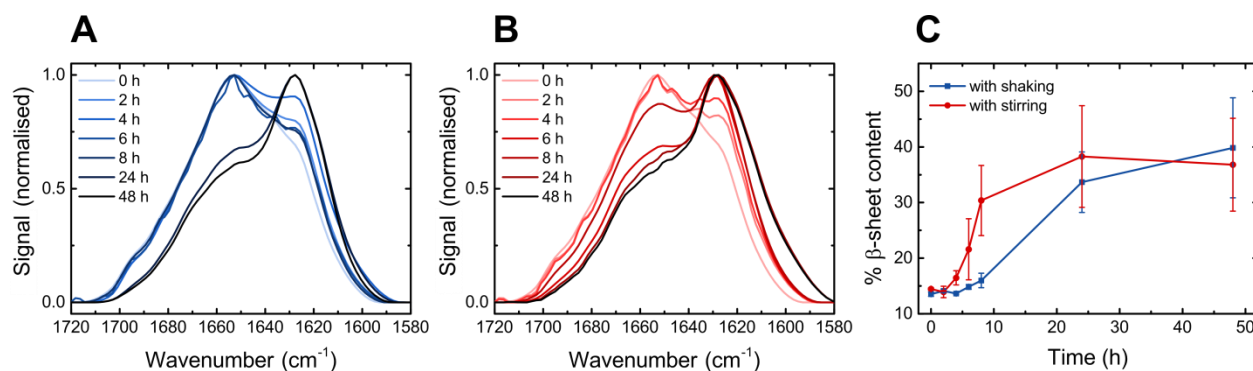 A
Signal (normalised)
1.0
0.5
0.0
0 h
2 h
4 h
6 h
8 h
24 h
48 h
1720 1700 1680 1660 1640 1620 1600 1580
Wavenumber (cm⁻¹)
B
Signal (normalised)
1.0
0.5
0.0
0 h
2 h
4 h
6 h
8 h
24 h
48 h
1720 1700 1680 1660 1640 1620 1600 1580
Wavenumber (cm⁻¹)
C
% β-sheet content
50
40
30
20
10
with shaking
with stirring
0 10 20 30 40 50
Time (h)